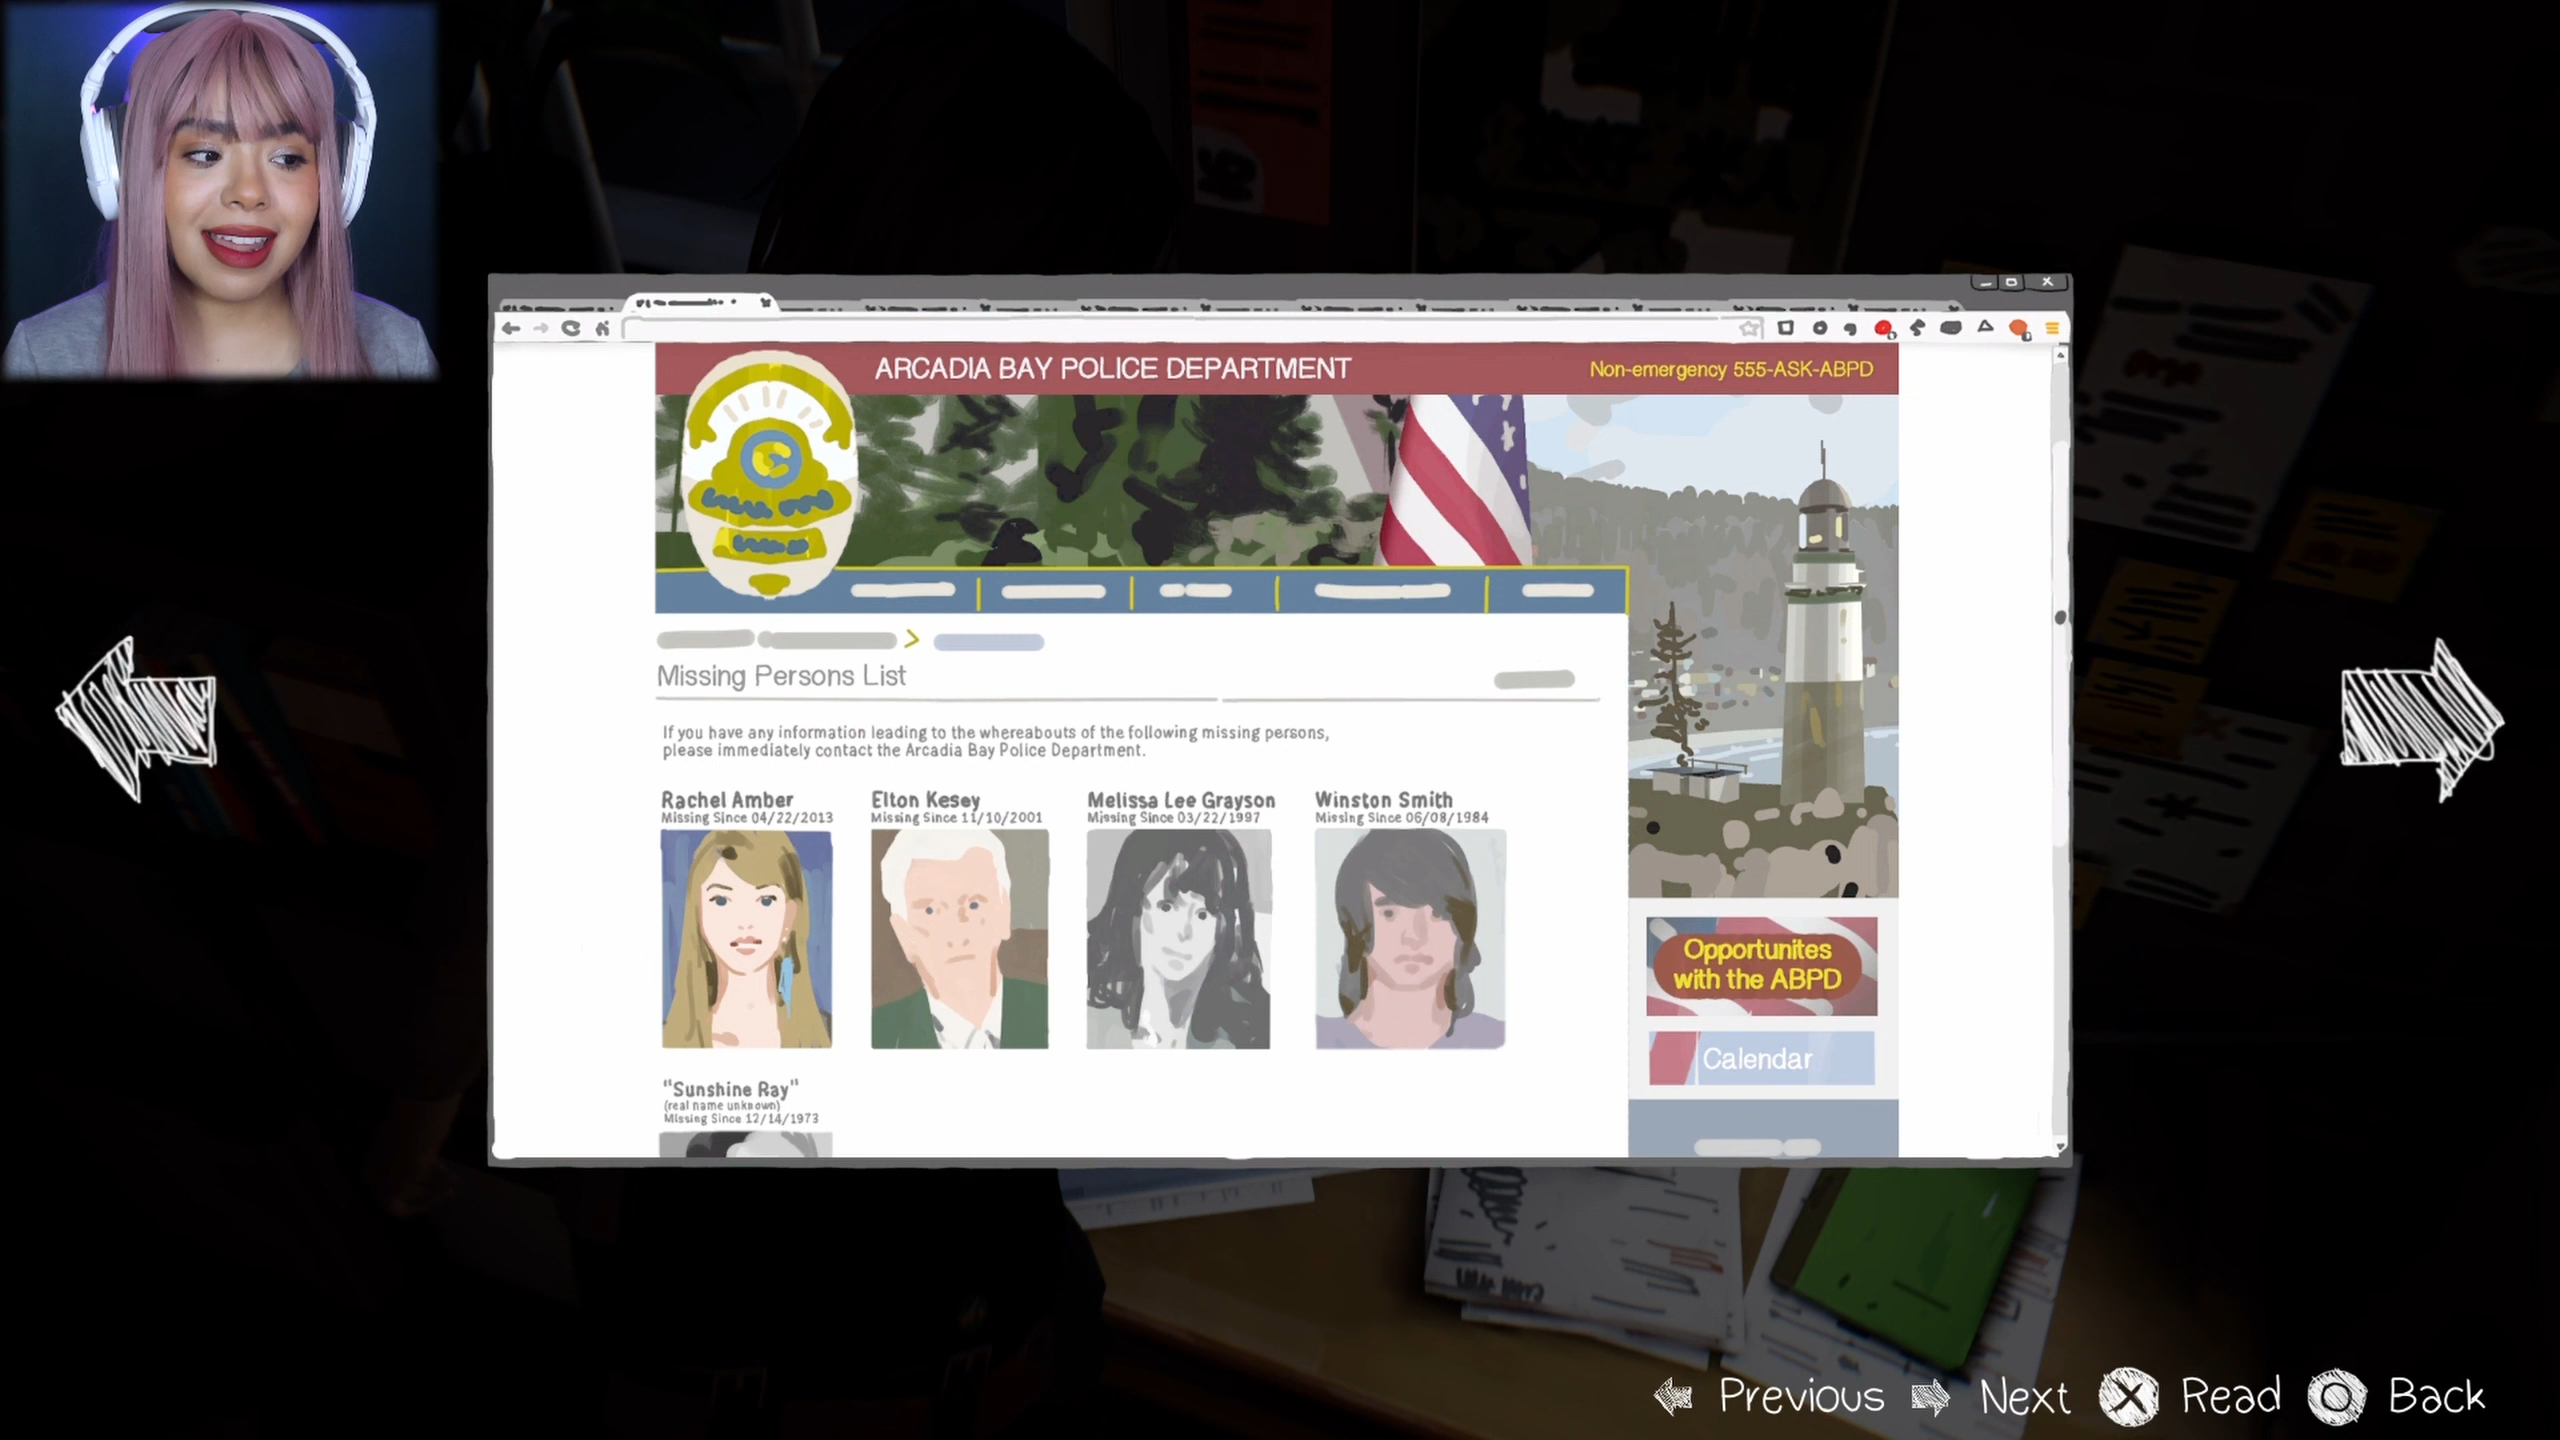 ARCADIA BAY POLICE DEPARTMENT
Non-emergency 555-ASK-ABPD
Missing Persons List
If you have any information leading to the whereabouts of the following missing persons,
please immediately contact the Arcadia Bay Police Department.
Rachel Amber
Missing Since 04/22/2013
Elton Kesey
Missing Since 11/10/2001
Melissa Lee Grayson
Missing Since 03/22/1997
Winston Smith
Missing Since 06/08/1984
"Sunshine Ray"
(real name unknown)
Missing Since 12/14/1973
Opportunites
with the ABPD
Calendar
Previous
Next
Read
Back